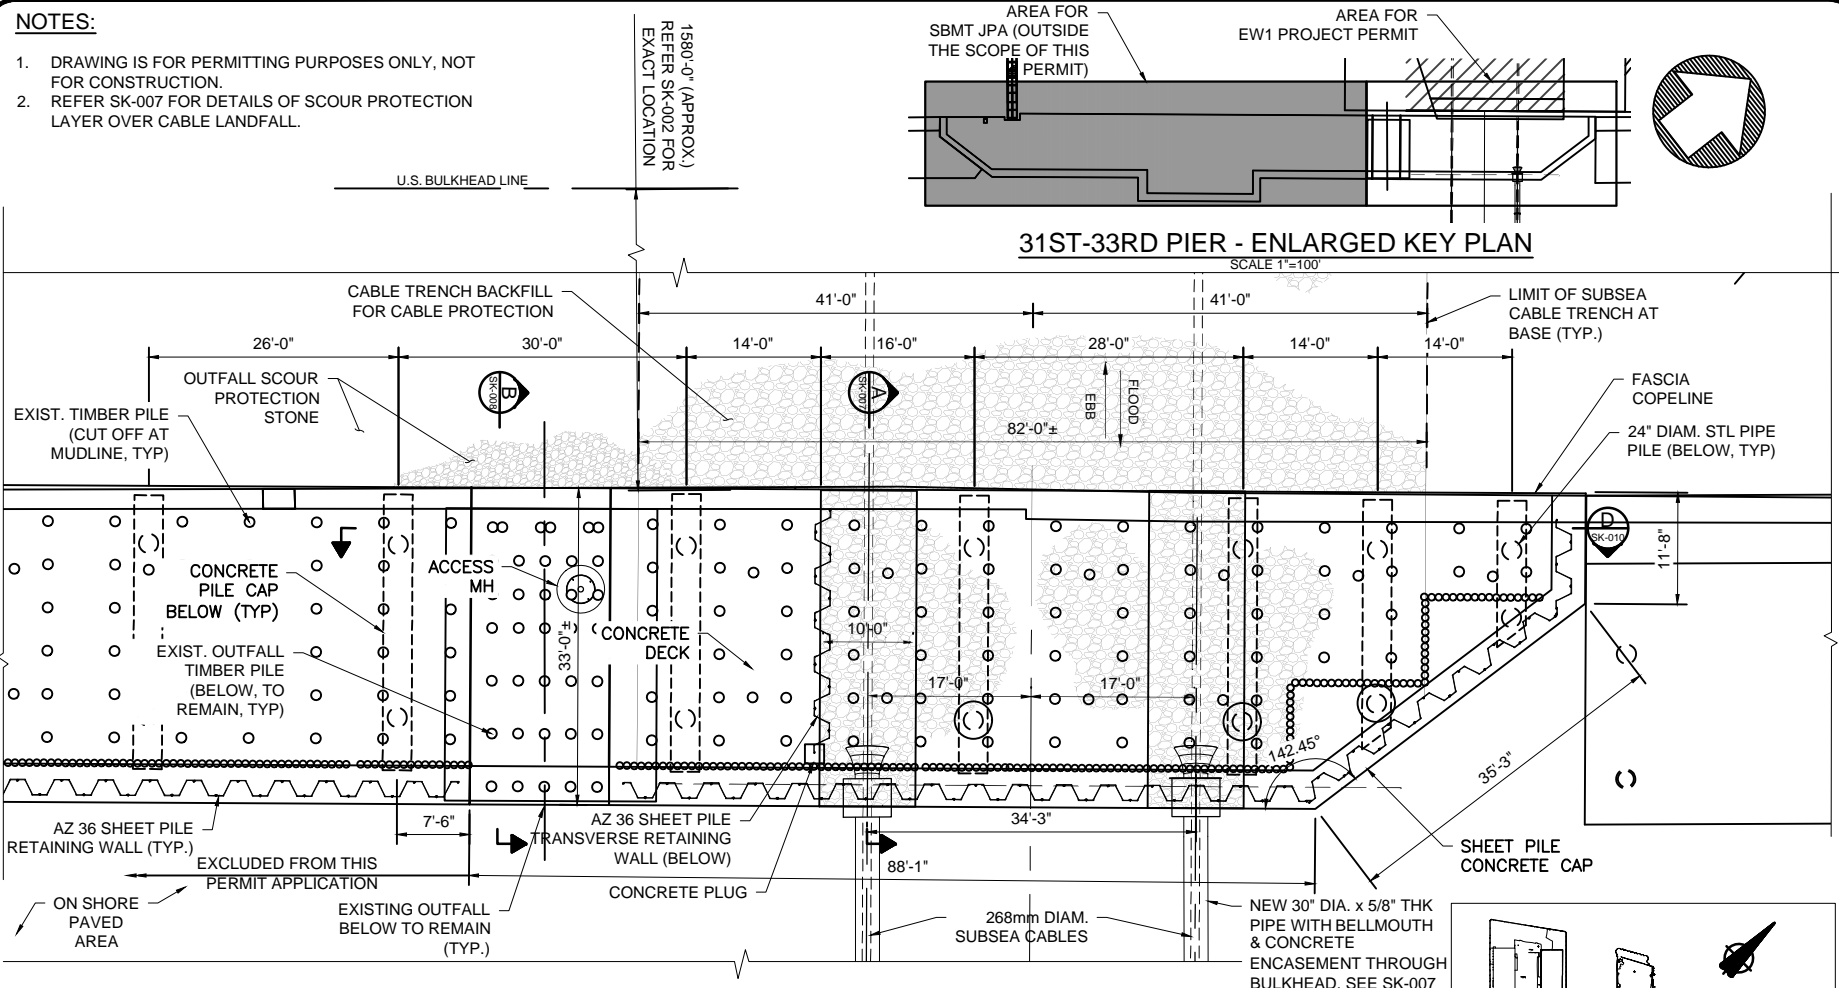 NOTES:
1. DRAWING IS FOR PERMITTING PURPOSES ONLY, NOT
FOR CONSTRUCTION.
2. REFER SK-007 FOR DETAILS OF SCOUR PROTECTION
LAYER OVER CABLE LANDFALL.
1580'-0" (APPROX.)
REFER SK-002 FOR
EXACT LOCATION
U.S. BULKHEAD LINE
AREA FOR
SBMT JPA (OUTSIDE
THE SCOPE OF THIS
PERMIT)
AREA FOR
EW1 PROJECT PERMIT
31ST-33RD PIER - ENLARGED KEY PLAN
SCALE 1"=100'
CABLE TRENCH BACKFILL
FOR CABLE PROTECTION
41'-0"
41'-0"
LIMIT OF SUBSEA
CABLE TRENCH AT
BASE (TYP.)
26'-0"
30'-0"
14'-0"
16'-0"
28'-0"
14'-0"
14'-0"
OUTFALL SCOUR
PROTECTION
STONE
B
SK-008
A
SK-007
FLOOD
EBB
FASCIA
COPELINE
EXIST. TIMBER PILE
(CUT OFF AT
MUDLINE, TYP)
82'-0"±
24" DIAM. STL PIPE
PILE (BELOW, TYP)
D
SK-010
11'-8"
CONCRETE
PILE CAP
BELOW (TYP)
ACCESS
MH
33'-0"±
CONCRETE
DECK
10'-0"
EXIST. OUTFALL
TIMBER PILE
(BELOW, TO
REMAIN, TYP)
17'-0"
17'-0"
142.45°
35'-3"
AZ 36 SHEET PILE
RETAINING WALL (TYP.)
7'-6"
AZ 36 SHEET PILE
TRANSVERSE RETAINING
WALL (BELOW)
34'-3"
88'-1"
SHEET PILE
CONCRETE CAP
EXCLUDED FROM THIS
PERMIT APPLICATION
CONCRETE PLUG
ON SHORE
PAVED
AREA
EXISTING OUTFALL
BELOW TO REMAIN
(TYP.)
268mm DIAM.
SUBSEA CABLES
NEW 30" DIA. x 5/8" THK
PIPE WITH BELLMOUTH
& CONCRETE
ENCASEMENT THROUGH
BULKHEAD. SEE SK-007